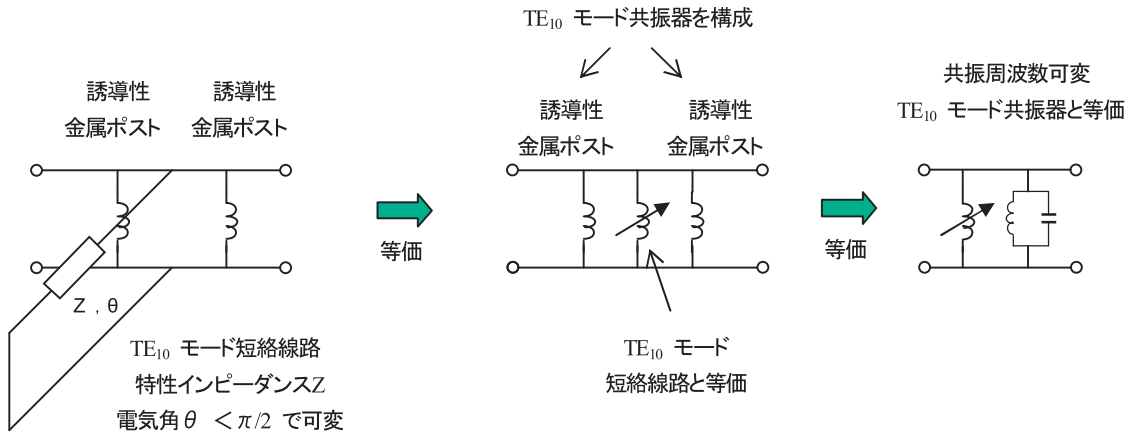 TE10 モード共振器を構成
誘導性
金属ポスト
誘導性
金属ポスト
Z , θ
TE10 モード短絡線路
特性インピーダンスZ
電気角θ < π/2 で可変
等価
誘導性
金属ポスト
誘導性
金属ポスト
TE10 モード
短絡線路と等価
等価
共振周波数可変
TE10 モード共振器と等価